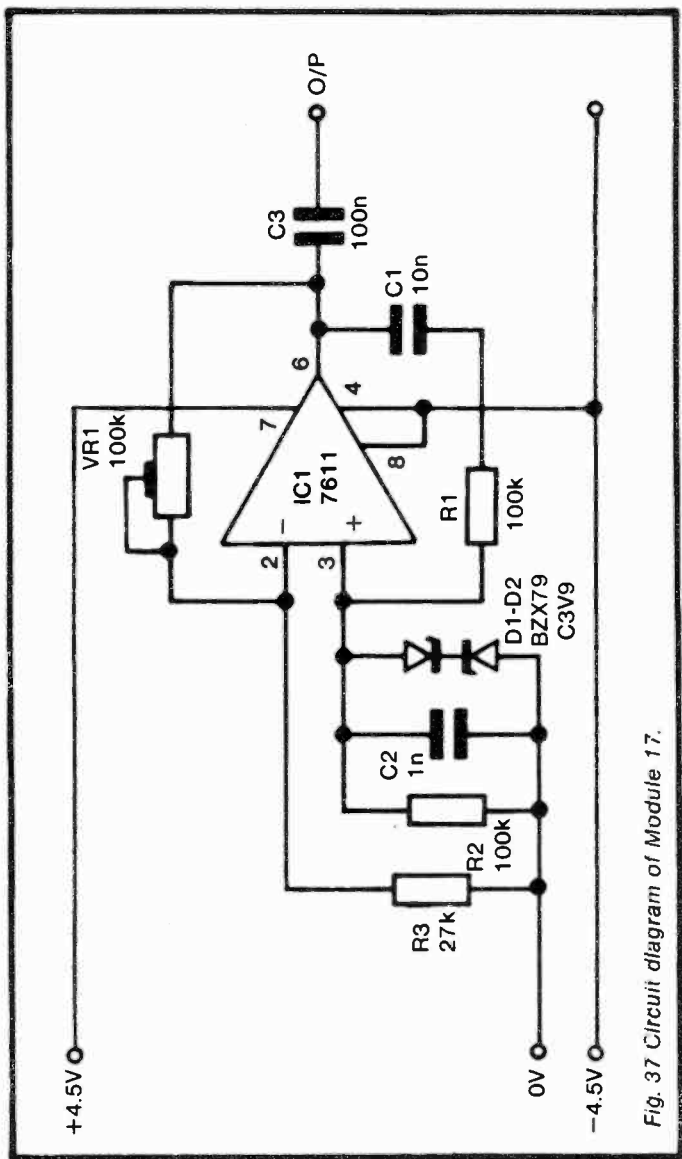 +4.5V
VR1
100k
7
2
−
3
+
IC1
7611
6
8
4
C3
100n
O/P
C1
10n
R1
100k
D1-D2
BZX79
C3V9
C2
1n
R2
100k
R3
27k
0V
−4.5V
Fig. 37 Circuit diagram of Module 17.